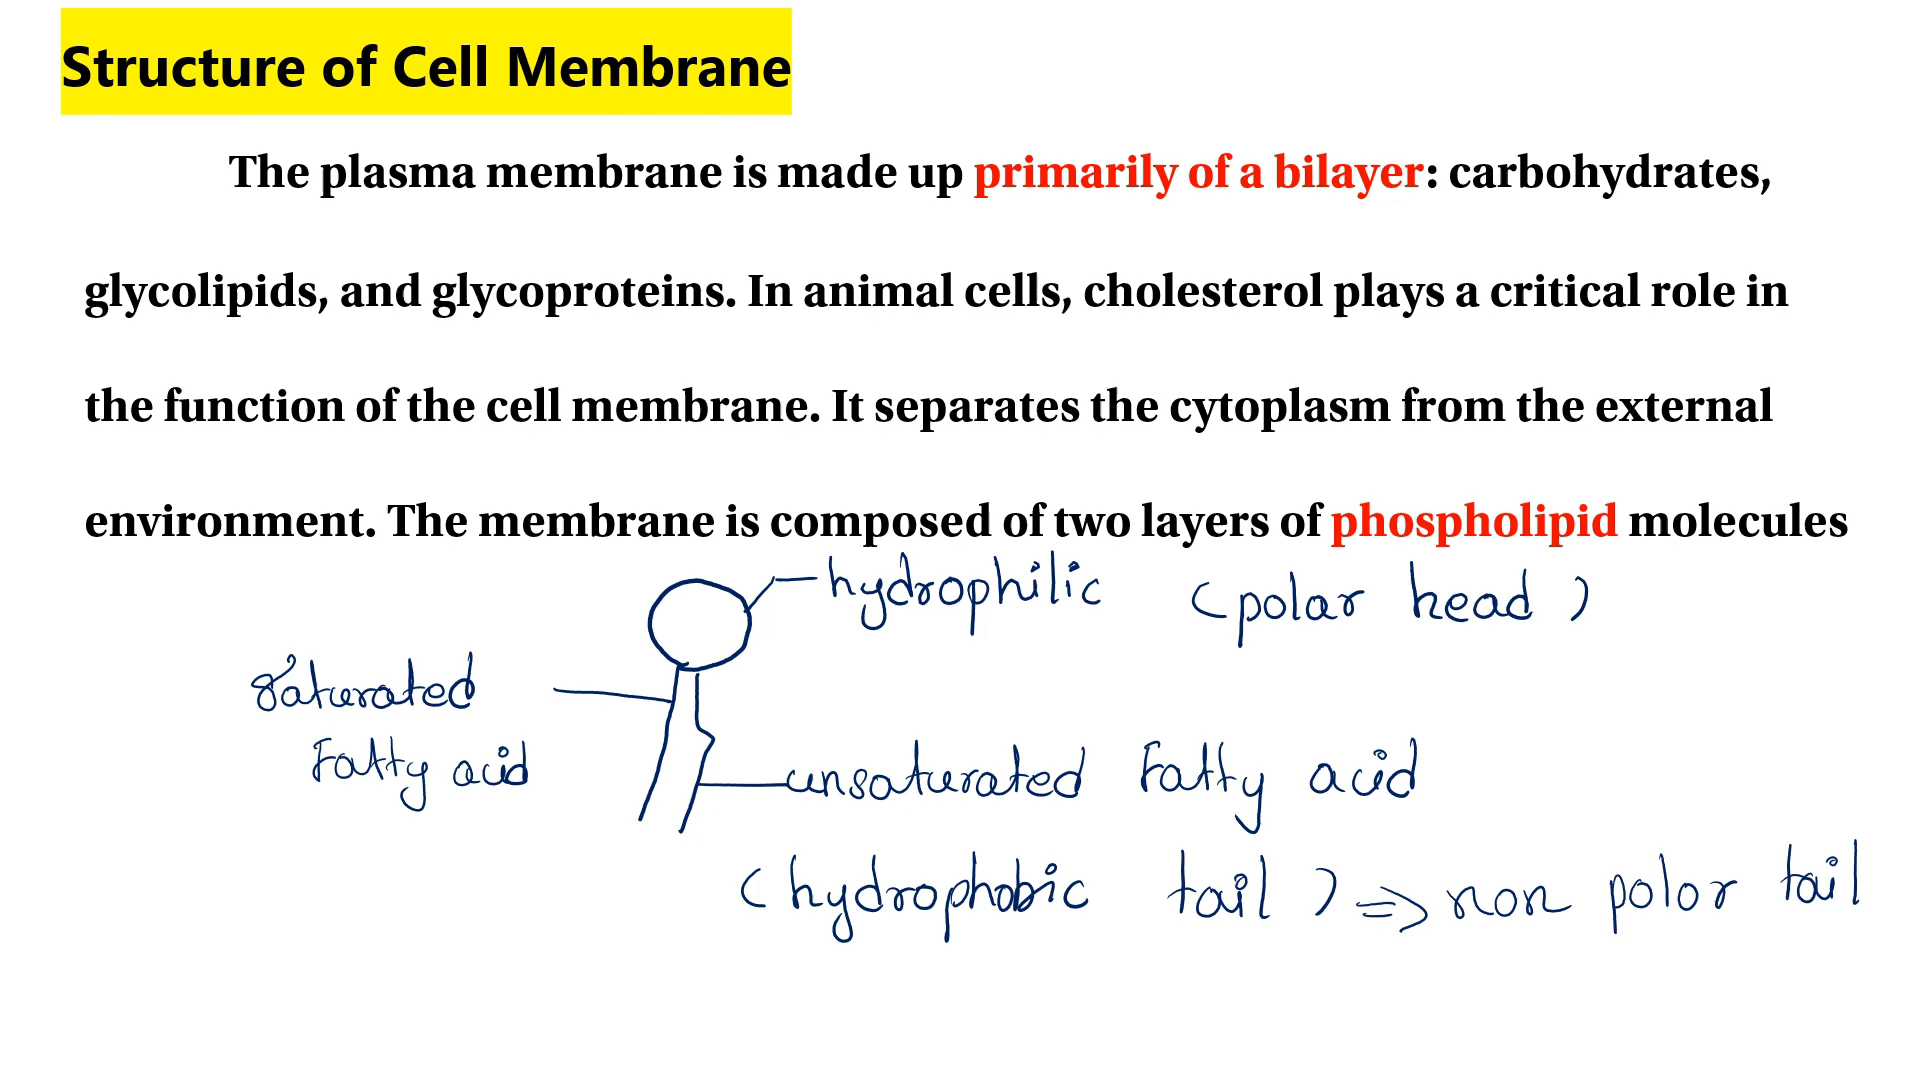 Structure of Cell Membrane
The plasma membrane is made up primarily of a bilayer: carbohydrates,
glycolipids, and glycoproteins. In animal cells, cholesterol plays a critical role in
the function of the cell membrane. It separates the cytoplasm from the external
environment. The membrane is composed of two layers of phospholipid molecules
hydrophilic (polar head)
saturated
Fatty acid
unsaturated Fatty acid
(hydrophobic tail) => non polor tail